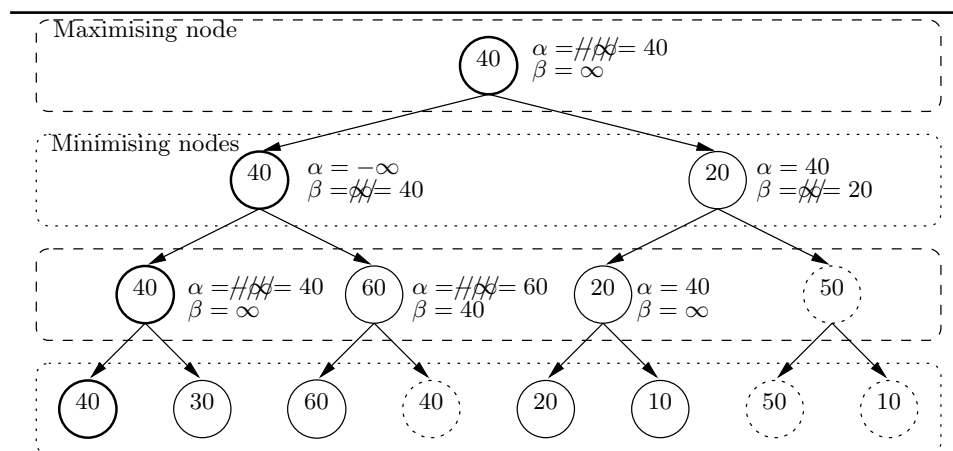 Maximising node
40
α = -∞ = 40
β = ∞
Minimising nodes
40
α = −∞
β = ∞ = 40
20
α = 40
β = ∞ = 20
40
α = -∞ = 40
β = ∞
60
α = -∞ = 60
β = 40
20
α = 40
β = ∞
50
40 30 60 40 20 10 50 10